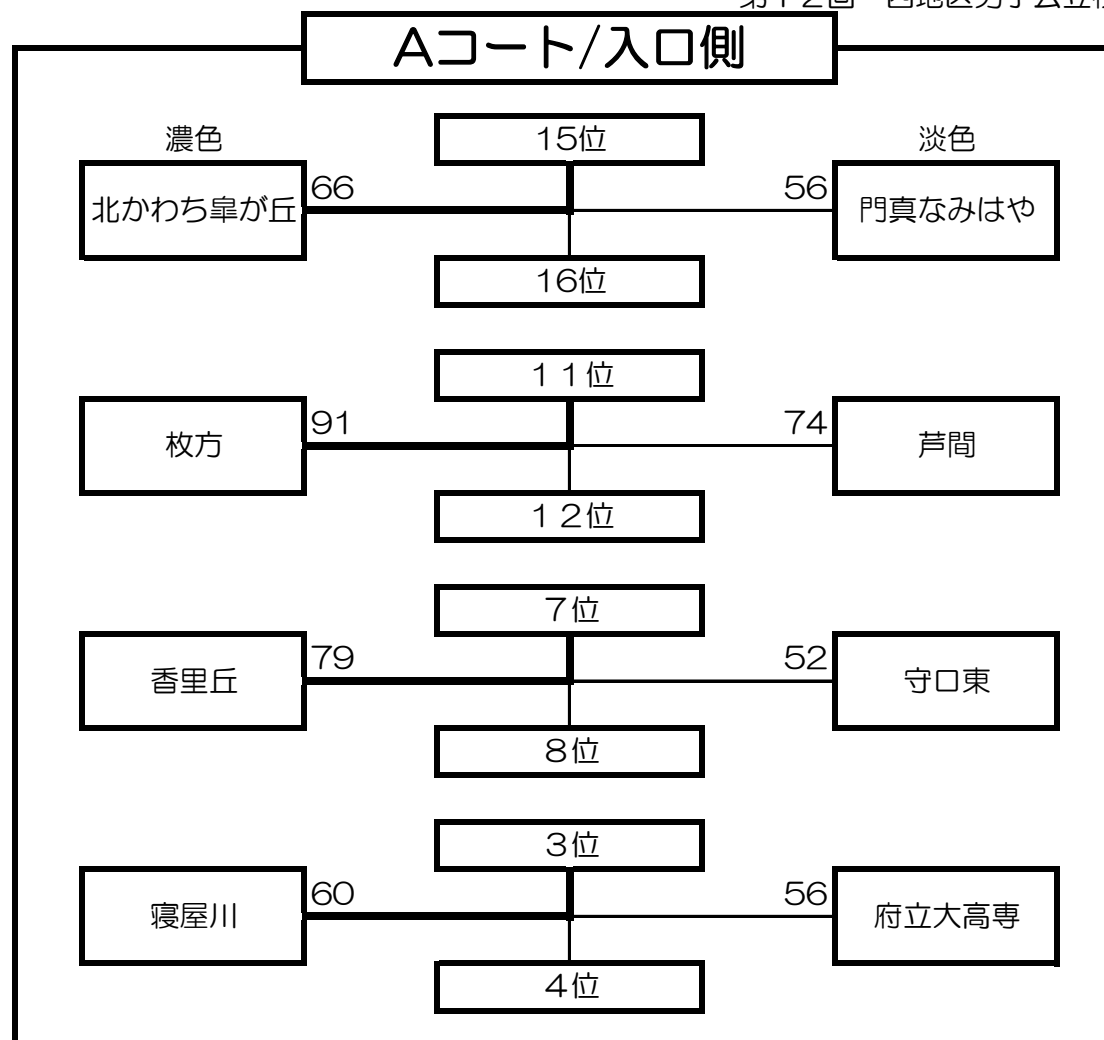 Aコート/入口側
濃色 15位 淡色
北かわち皐が丘 66 56 門真なみはや
16位
11位
枚方 91 74 芦間
12位
7位
香里丘 79 52 守口東
8位
3位
寝屋川 60 56 府立大高専
4位